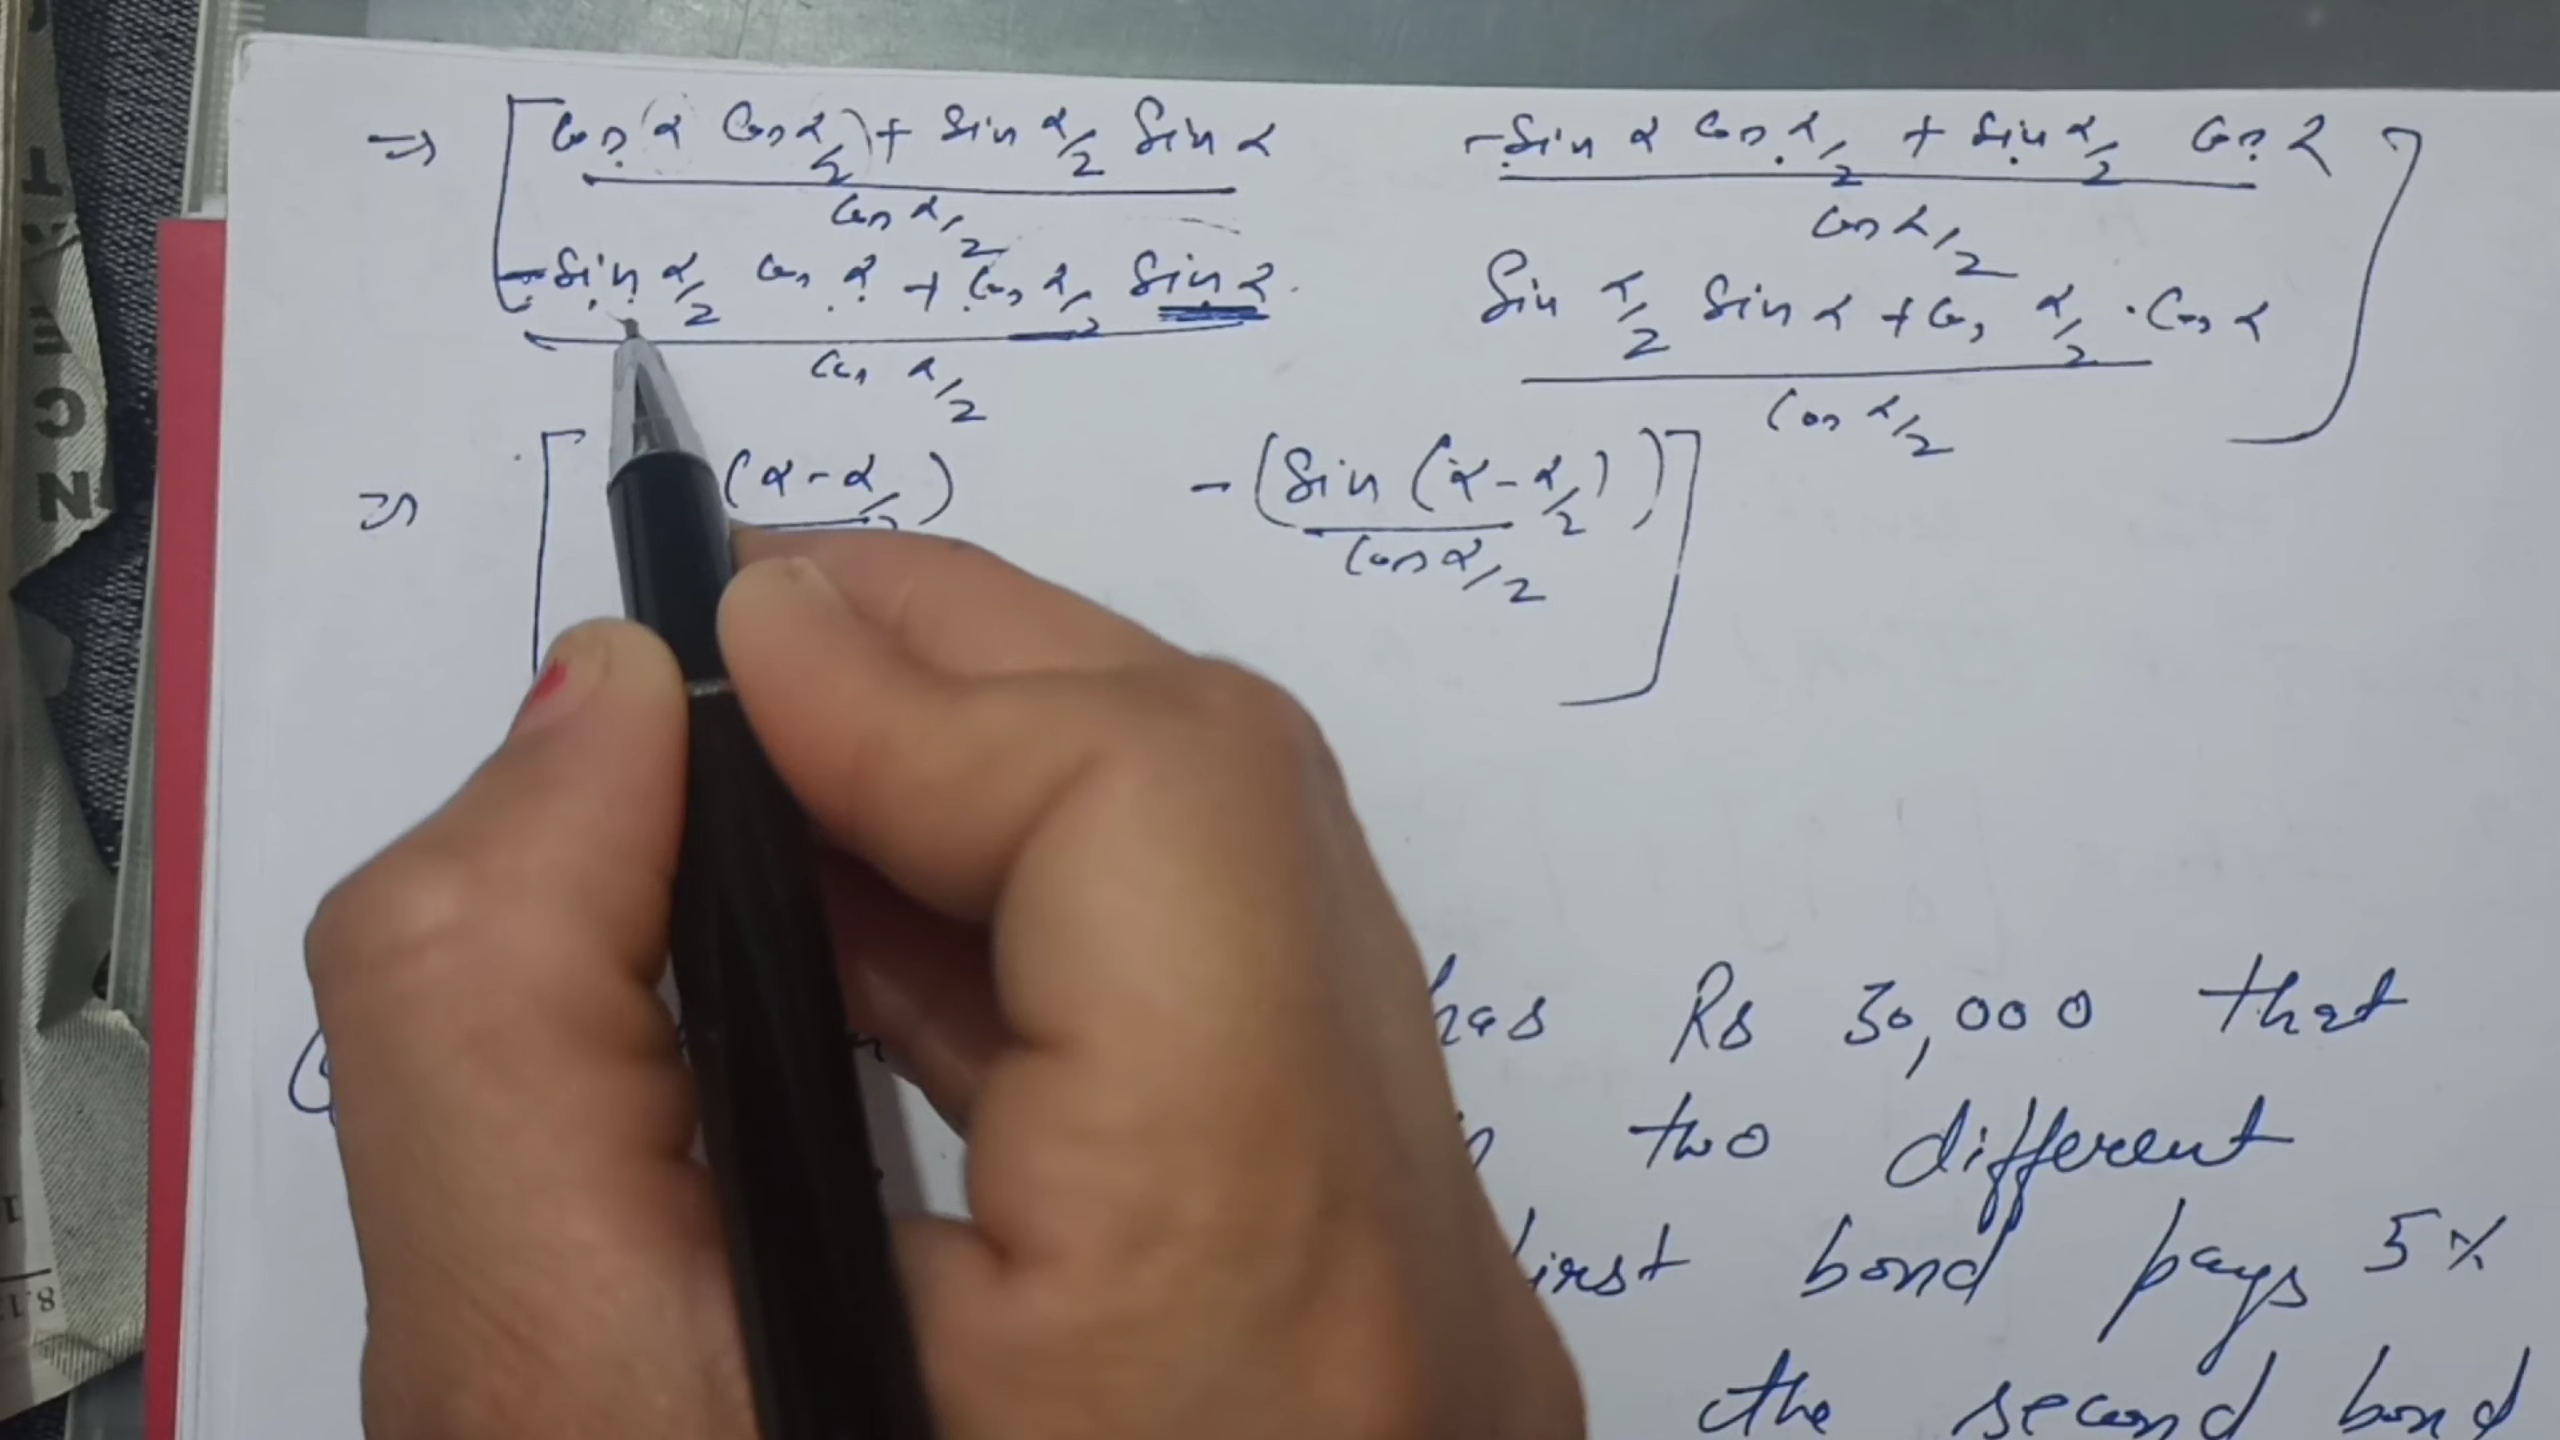 ⇒ [ Cos α Cos α/2 + Sin α/2 Sin α   -Sin α Cos α/2 + Sin α/2 Cos α ]
Cos α/2   Cos α/2
-Sin α/2 Cos α + Cos α/2 Sin α   Sin α/2 Sin α + Cos α/2 · Cos α
Cos α/2   Cos α/2
⇒ [ (α - α/2)   - (Sin (α - α/2)) ]
Cos α/2
has Rs 30,000 that
two different
first bond pays 5%
the second bond